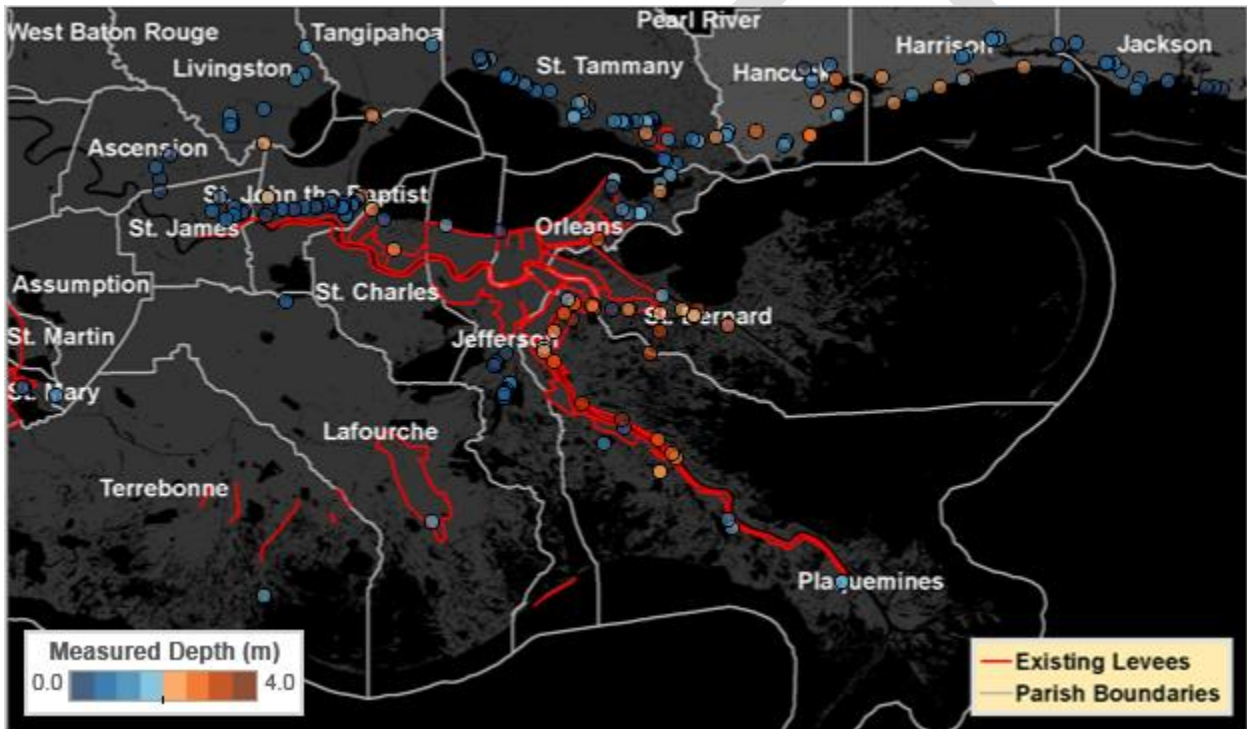 Pearl River
West Baton Rouge
Tangipahoa
Harrison
Jackson
Livingston
St. Tammany
Hancock
Ascension
St. John the Baptist
St. James
Orleans
Assumption
St. Charles
St. Bernard
St. Martin
Jefferson
St. Mary
Lafourche
Terrebonne
Plaquemines
Measured Depth (m)
0.0 4.0
Existing Levees
Parish Boundaries